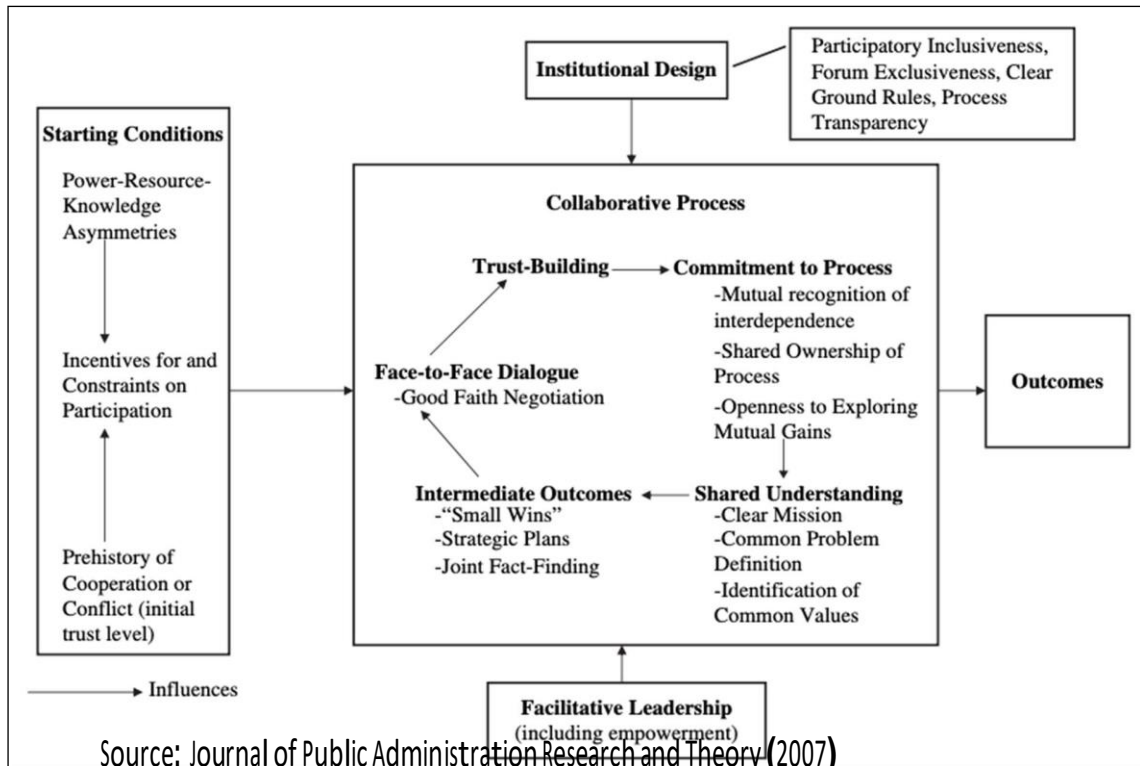 Institutional Design
Participatory Inclusiveness,
Forum Exclusiveness, Clear
Ground Rules, Process
Transparency
Starting Conditions
Power-Resource-
Knowledge
Asymmetries
Incentives for and
Constraints on
Participation
Prehistory of
Cooperation or
Conflict (initial
trust level)
Influences
Collaborative Process
Trust-Building
Commitment to Process
-Mutual recognition of
interdependence
-Shared Ownership of
Process
-Openness to Exploring
Mutual Gains
Face-to-Face Dialogue
-Good Faith Negotiation
Intermediate Outcomes
-“Small Wins”
-Strategic Plans
-Joint Fact-Finding
Shared Understanding
-Clear Mission
-Common Problem
Definition
-Identification of
Common Values
Outcomes
Facilitative Leadership
(including empowerment)
Source: Journal of Public Administration Research and Theory (2007)